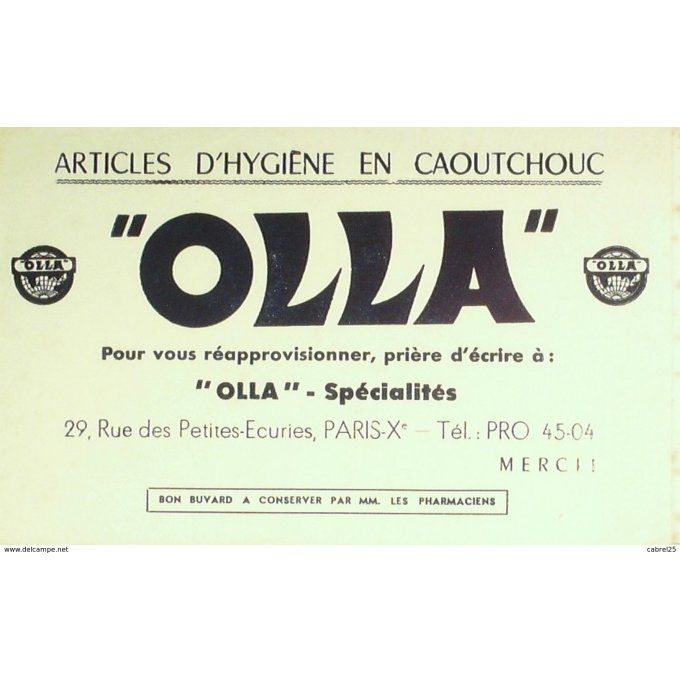 ARTICLES D'HYGIÈNE EN CAOUTCHOUC
"OLLA"
"OLLA"
"OLLA"
Pour vous réapprovisionner, prière d'écrire à :
"OLLA" - Spécialités
29, Rue des Petites-Ecuries, PARIS-Xe — Tél. : PRO 45-04
MERCI !
BON BUVARD A CONSERVER PAR MM. LES PHARMACIENS
www.delcampe.net
cabrel25